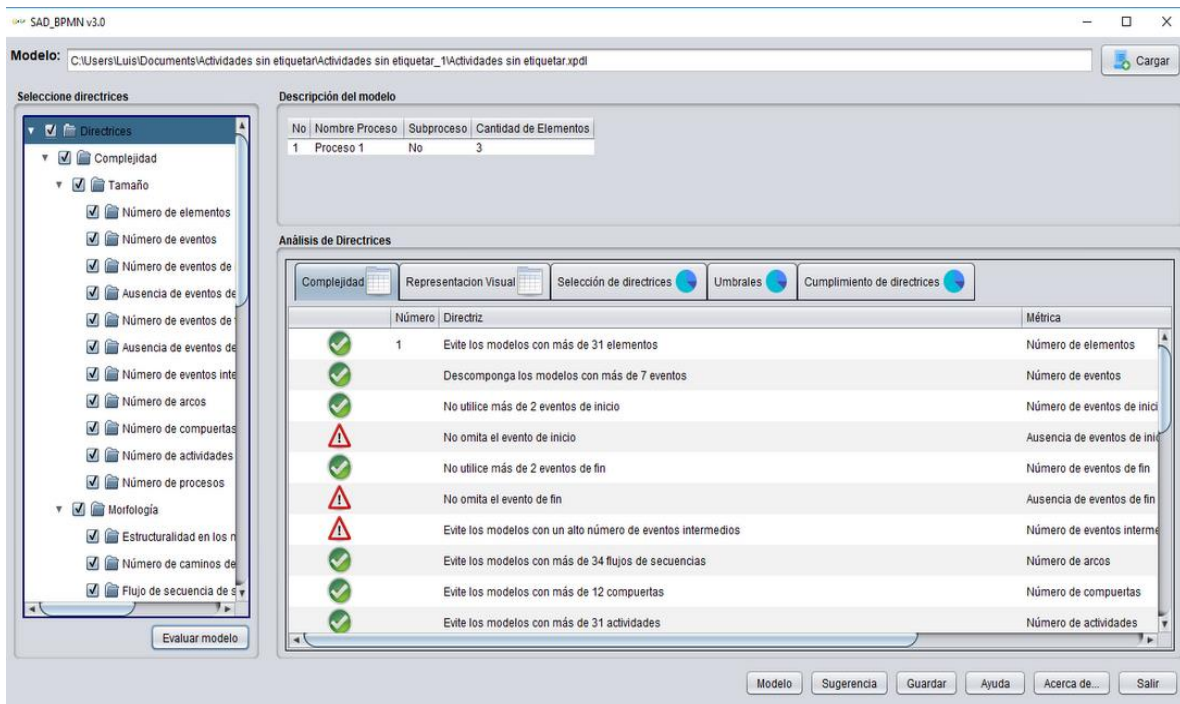 SAD_BPMN v3.0
Modelo: C:\Users\Luis\Documents\Actividades sin etiquetar\Actividades sin etiquetar_1\Actividades sin etiquetar.xpdl
Cargar
Seleccione directrices
Directrices
Complejidad
Tamaño
Número de elementos
Número de eventos
Número de eventos de
Ausencia de eventos de
Número de eventos de
Ausencia de eventos de
Número de eventos inte
Número de arcos
Número de compuertas
Número de actividades
Número de procesos
Morfología
Estructuralidad en los
Número de caminos de
Flujo de secuencia de
Evaluar modelo
Descripción del modelo
No Nombre Proceso Subproceso Cantidad de Elementos
1 Proceso 1 No 3
Análisis de Directrices
Complejidad Representacion Visual Selección de directrices Umbrales Cumplimiento de directrices
Número Directriz Métrica
1 Evite los modelos con más de 31 elementos Número de elementos
Descomponga los modelos con más de 7 eventos Número de eventos
No utilice más de 2 eventos de inicio Número de eventos de inici
No omita el evento de inicio Ausencia de eventos de inic
No utilice más de 2 eventos de fin Número de eventos de fin
No omita el evento de fin Ausencia de eventos de fin
Evite los modelos con un alto número de eventos intermedios Número de eventos interme
Evite los modelos con más de 34 flujos de secuencias Número de arcos
Evite los modelos con más de 12 compuertas Número de compuertas
Evite los modelos con más de 31 actividades Número de actividades
Modelo Sugerencia Guardar Ayuda Acerca de... Salir